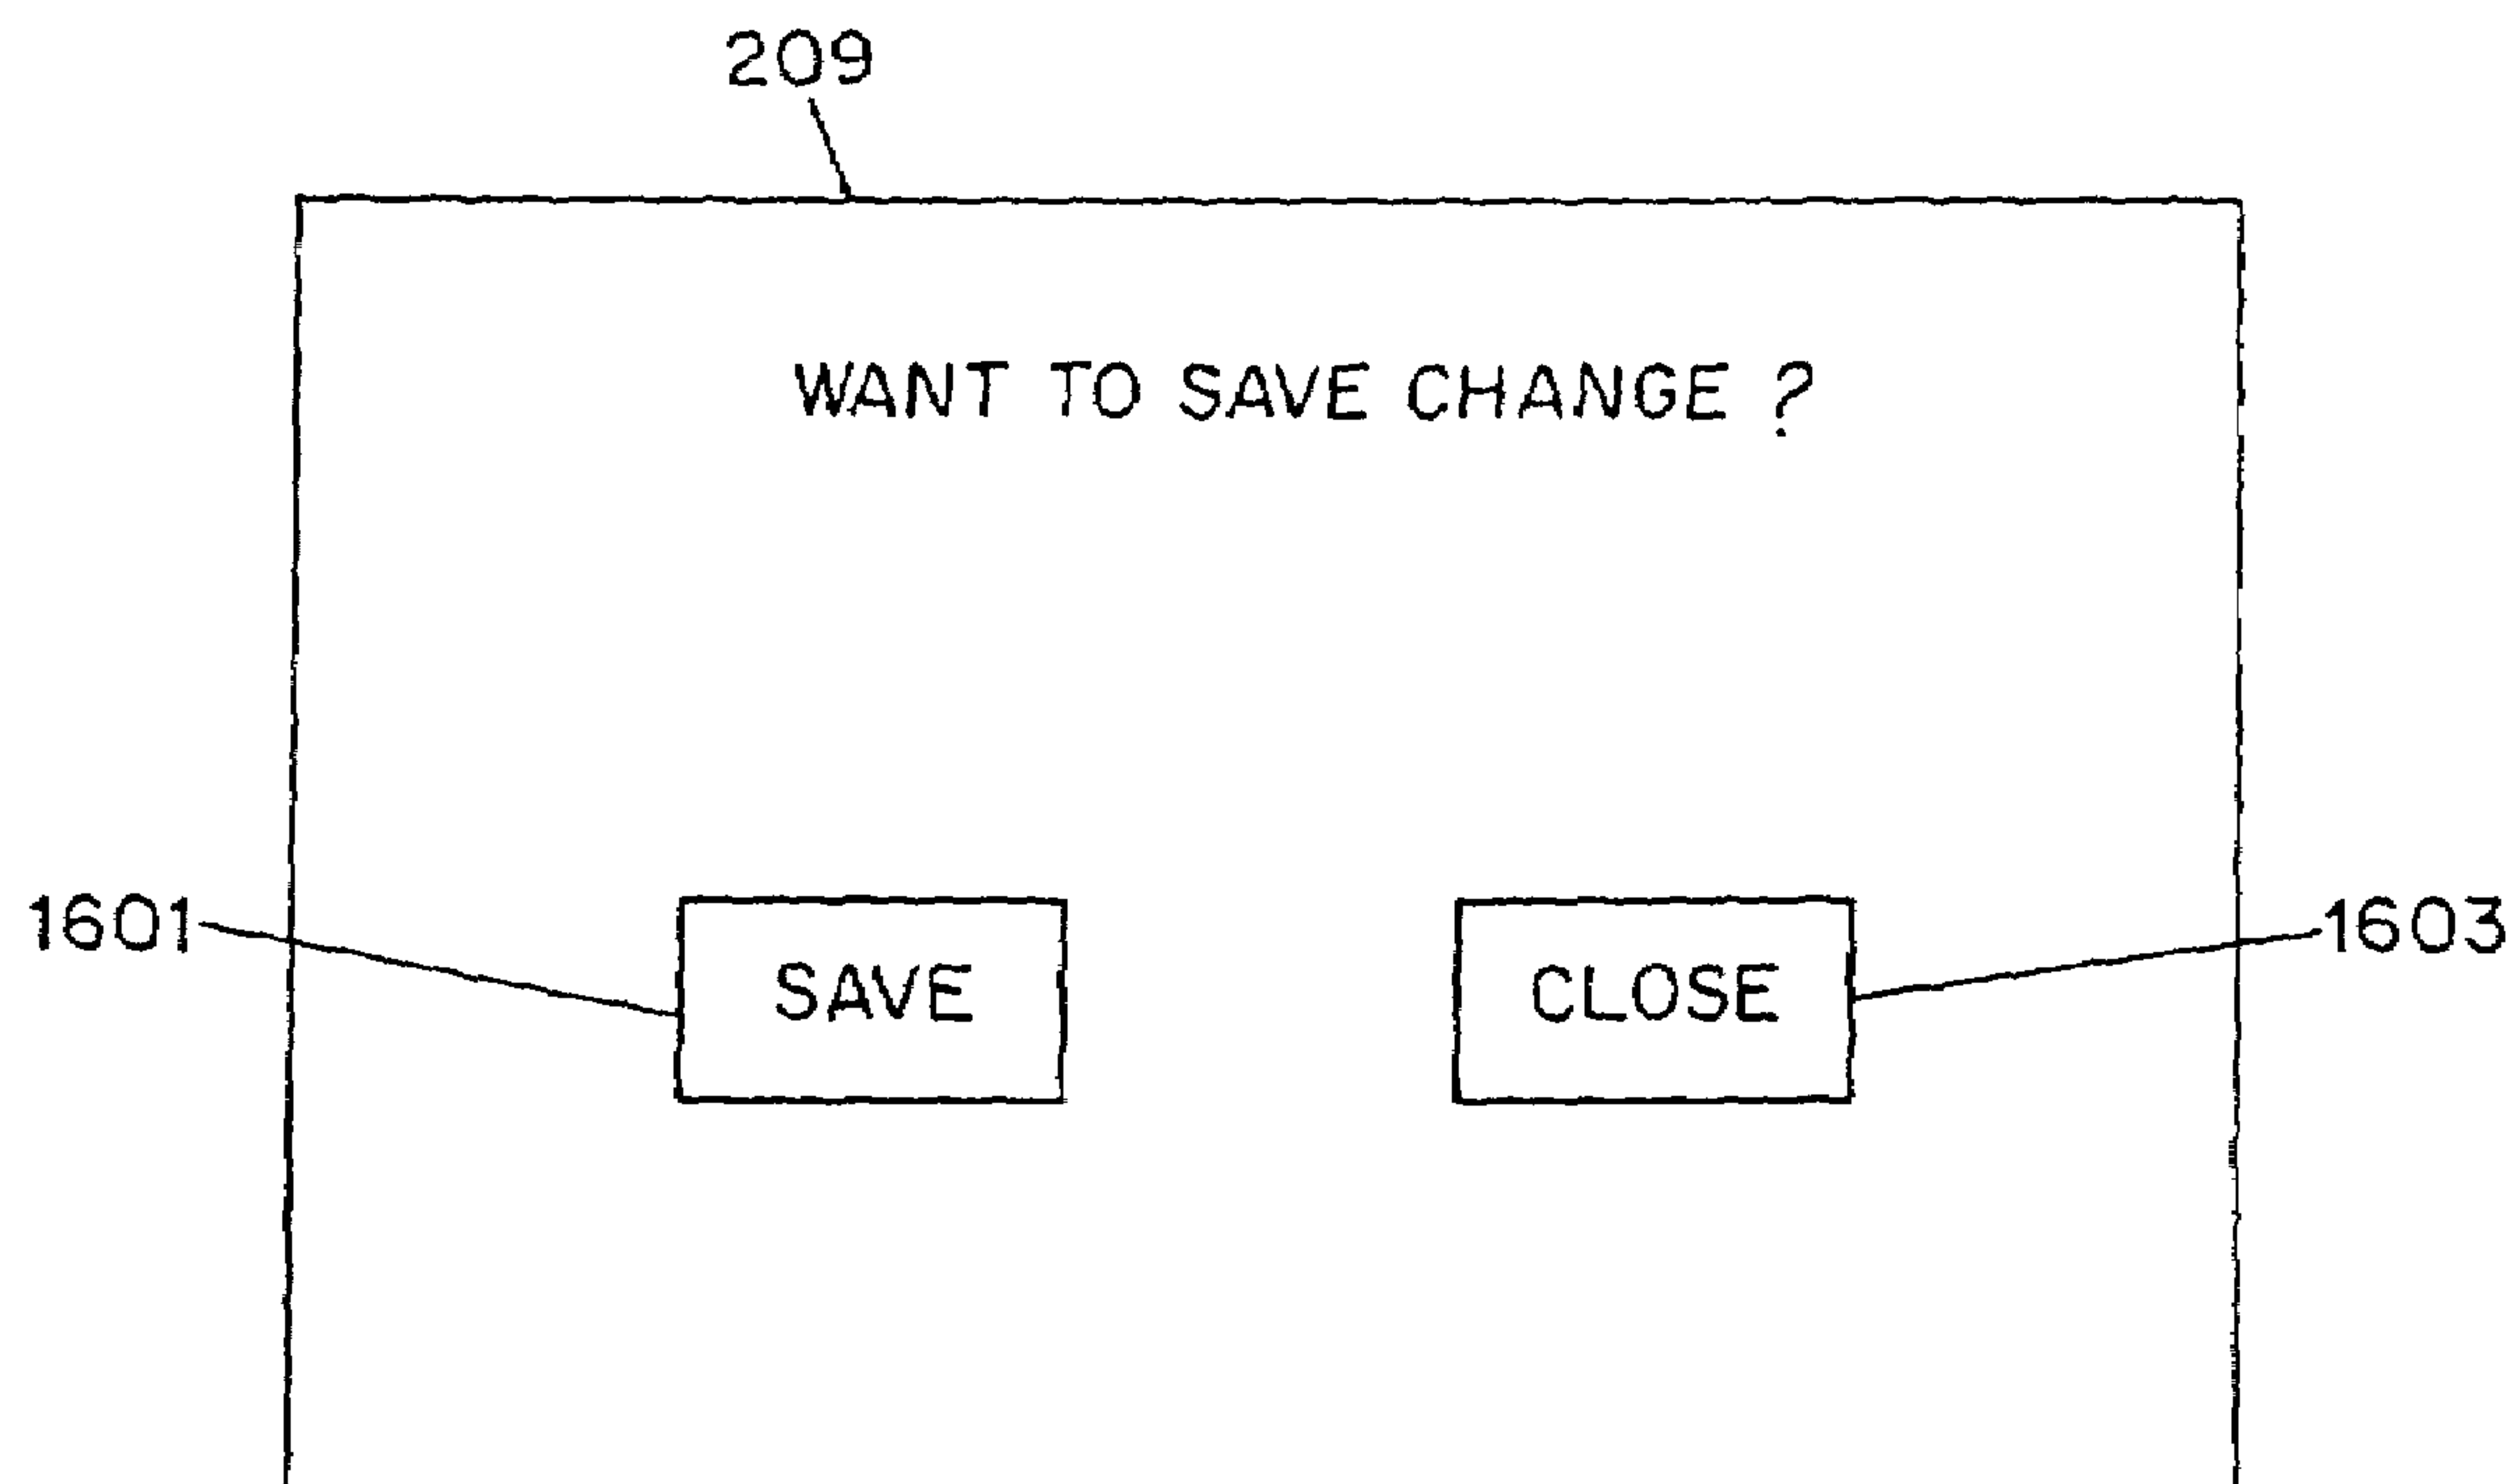 209
WANT TO SAVE CHANGE ?
1601
SAVE
CLOSE
1603